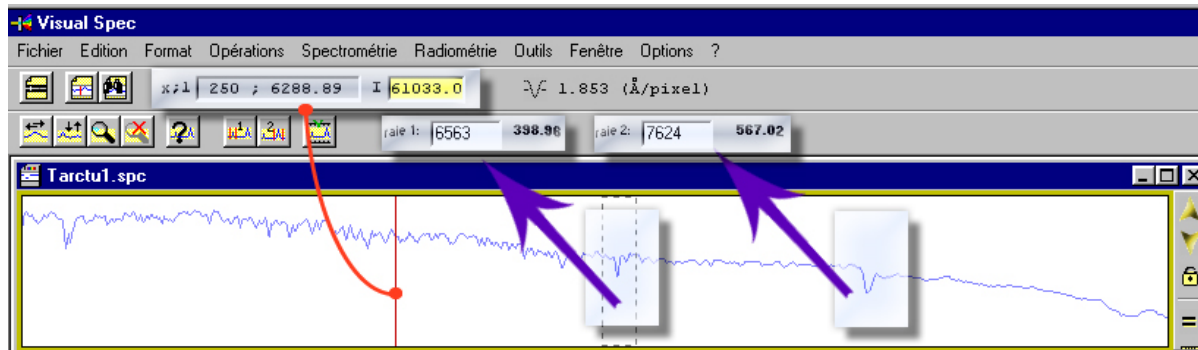 Visual Spec
Fichier Edition Format Opérations Spectrométrie Radiométrie Outils Fenêtre Options ?
x;l 250 ; 6288.89 I 61033.0 1.853 (Å/pixel)
raie 1: 6563 398.96 raie 2: 7624 567.02
Tarctu1.spc